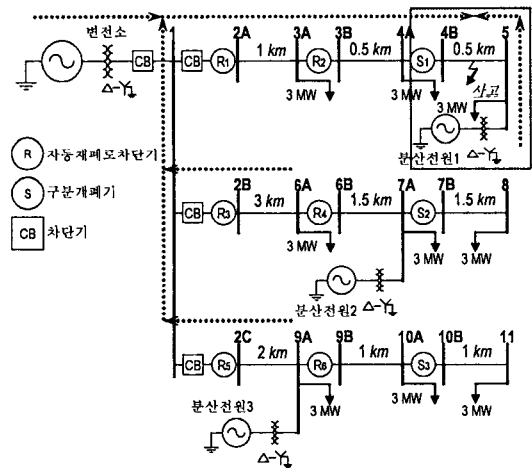 변전소
CB
Δ-Y
CB
R1
2A
1 km
3A
R2
3B
0.5 km
4A
S1
4B
0.5 km
5
3 MW
3 MW
사고
3 MW
분산전원1
Δ-Y
R 자동재폐로차단기
S 구분개폐기
CB 차단기
CB
R3
2B
3 km
6A
R4
6B
1.5 km
7A
S2
7B
1.5 km
8
3 MW
3 MW
3 MW
분산전원2
Δ-Y
CB
R5
2C
2 km
9A
R6
9B
1 km
10A
S3
10B
1 km
11
3 MW
3 MW
3 MW
분산전원3
Δ-Y